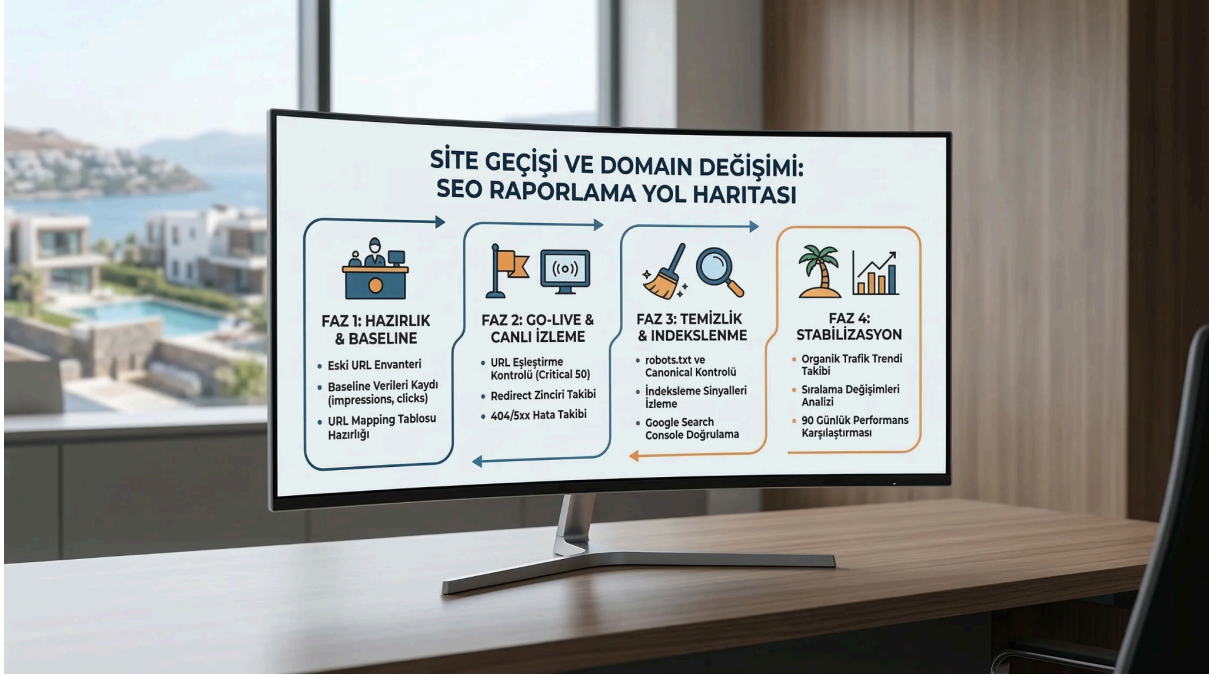 SİTE GEÇİŞİ VE DOMAIN DEĞİŞİMİ:
SEO RAPORLAMA YOL HARITASI
FAZ 1: HAZIRLIK
& BASELINE
• Eski URL Envanteri
• Baseline Verileri Kaydı
(impressions, clicks)
• URL Mapping Tablosu
Hazırlığı
FAZ 2: GO-LIVE &
CANLI İZLEME
• URL Eşleştirme
Kontrolü (Critical 50)
• Redirect Zinciri Takibi
• 404/5xx Hata Takibi
FAZ 3: TEMİZLİK
& INDEKSLENME
• robots.txt ve
Canonical Kontrolü
• İndeksleme Sinyalleri
İzleme
• Google Search
Console Doğrulama
FAZ 4:
STABILIZASYON
• Organik Trafik Trendi
Takibi
• Sıralama Değişimleri
Analizi
• 90 Günlük Performans
Karşılaştırması